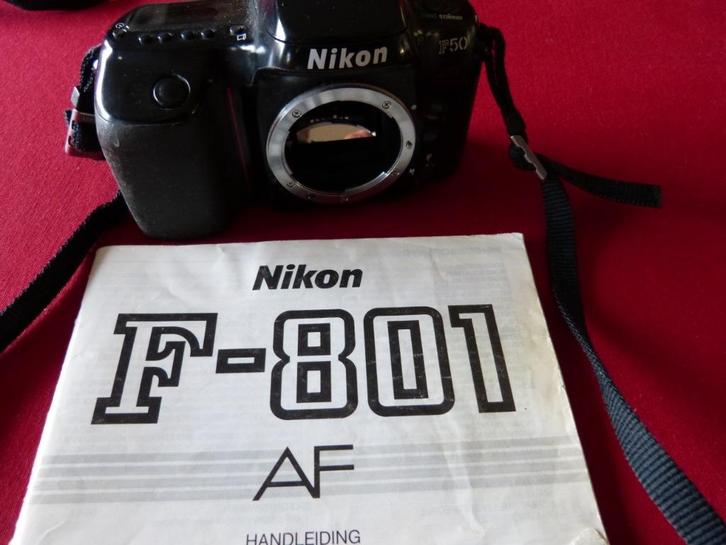 Nikon
F50
Nikon
F-801
AF
HANDLEIDING